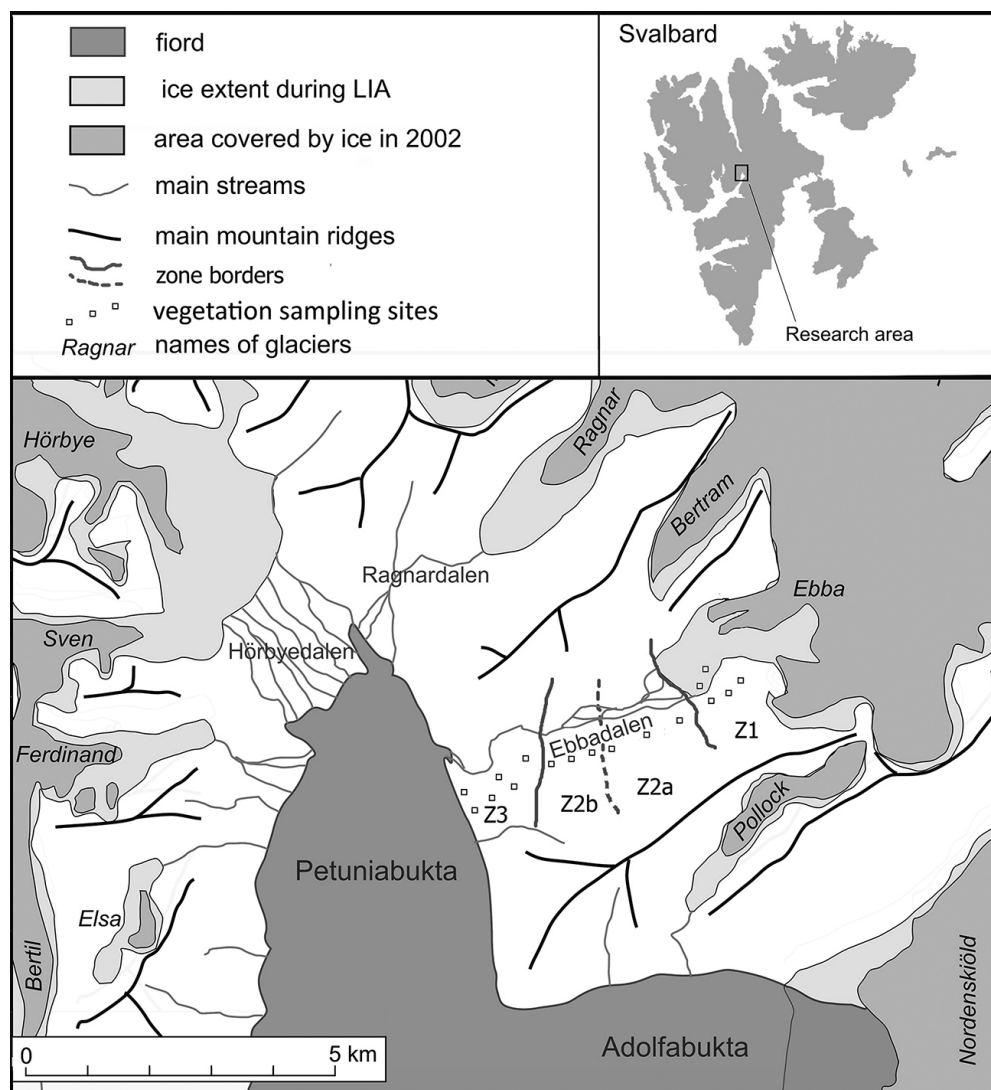 fiord
ice extent during LIA
area covered by ice in 2002
main streams
main mountain ridges
zone borders
vegetation sampling sites
Ragnar names of glaciers
Svalbard
Research area
Hörbye
Ragnar
Bertram
Ragnardalen
Ebba
Sven
Hörbyedalen
Ebbadalen
Z1
Ferdinand
Z2a
Z2b
Z3
Pollock
Petuniabukta
Elsa
Bertil
Nordenskiöld
Adolfabukta
0 5 km